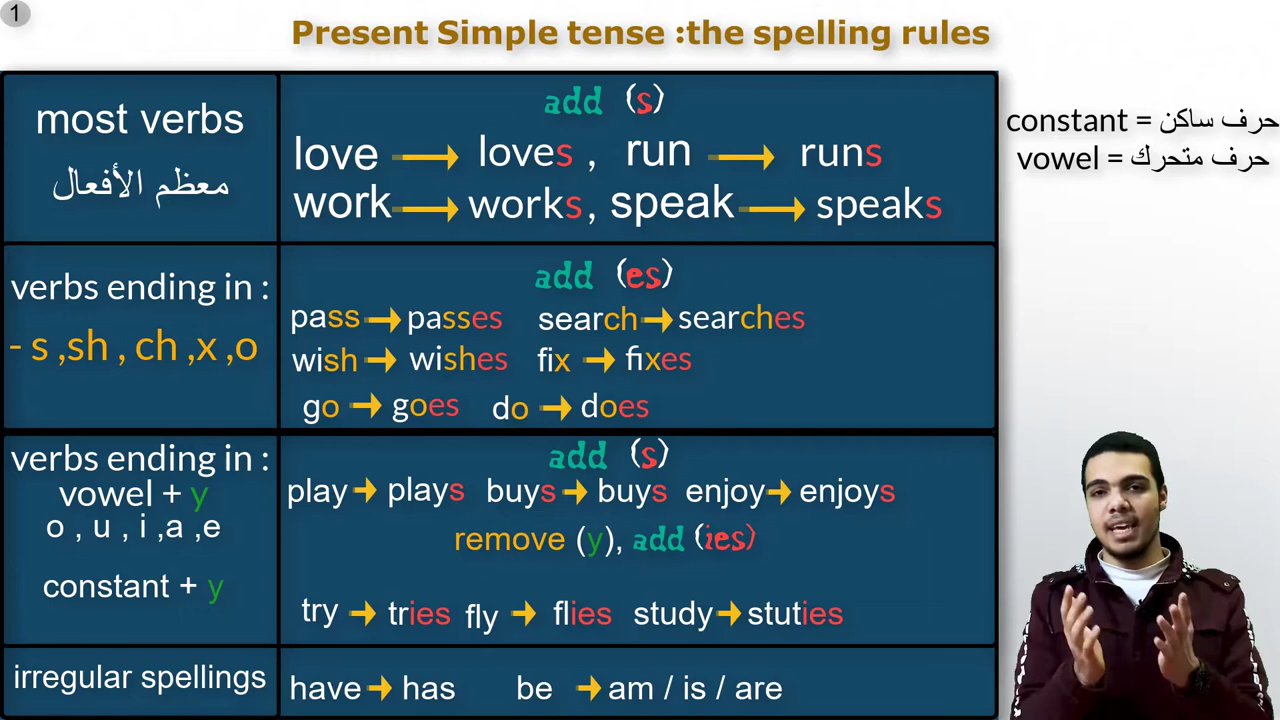 1
Present Simple tense :the spelling rules
most verbs
معظم الأفعال
add (s)
love → loves , run → runs
work → works, speak → speaks
constant = حرف ساكن
vowel = حرف متحرك
verbs ending in :
- s ,sh , ch ,x ,o
add (es)
pass → passes search → searches
wish → wishes fix → fixes
go → goes do → does
verbs ending in :
vowel + y
o , u , i ,a ,e
constant + y
add (s)
play → plays buys → buys enjoy → enjoys
remove (y), add (ies)
try → tries fly → flies study → stuties
irregular spellings
have → has be → am / is / are